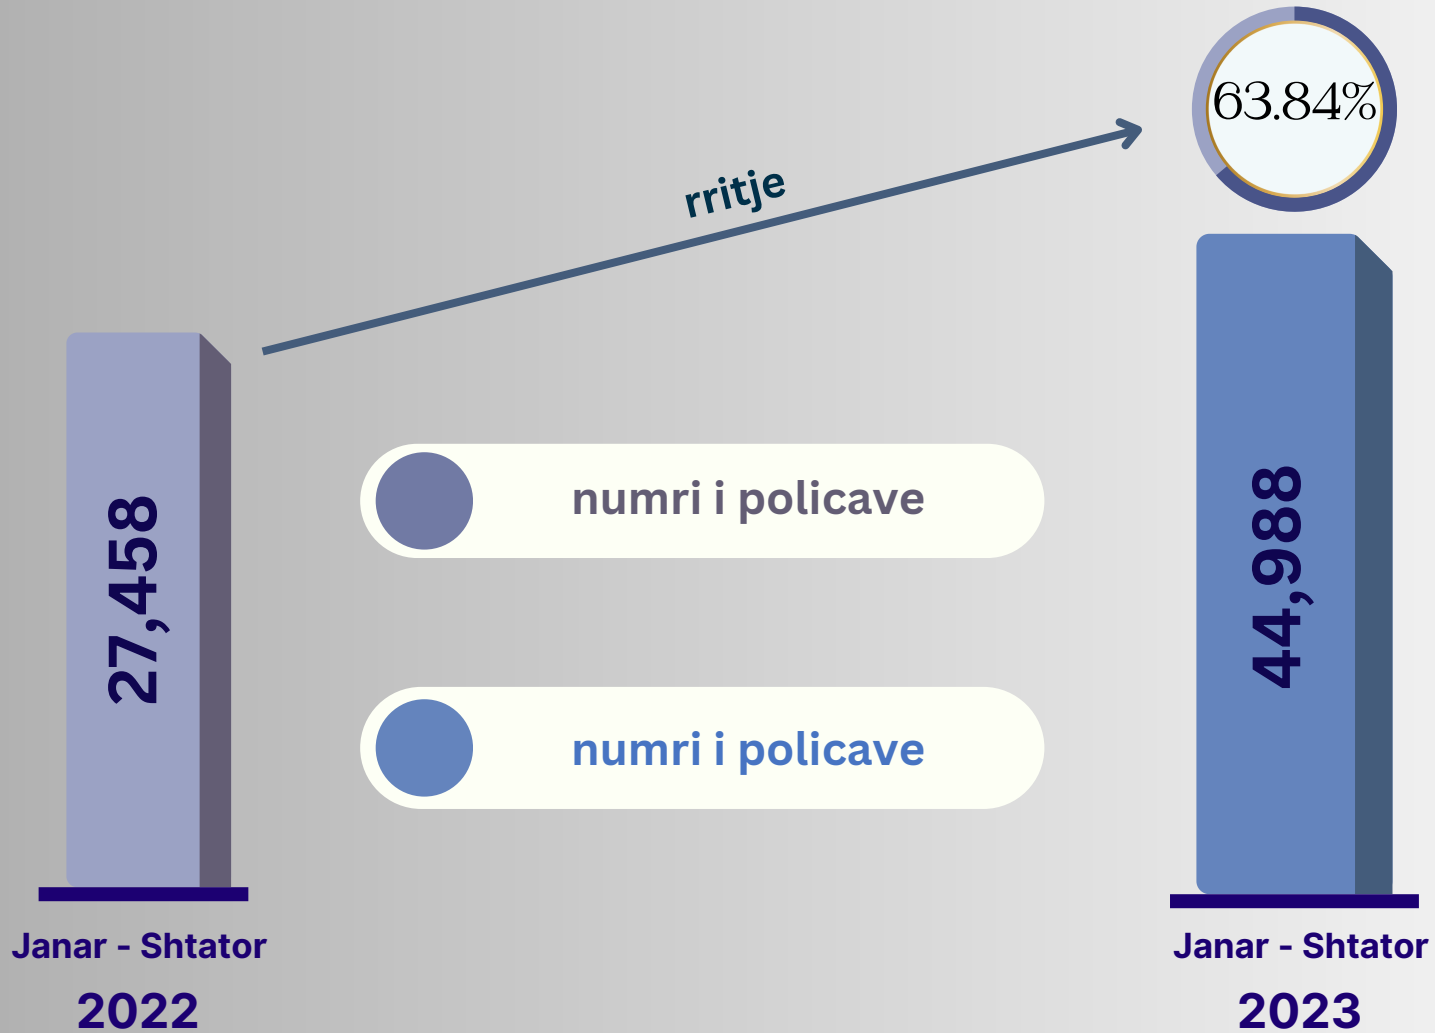 63.84%
rritje
27,458
numri i policave
44,988
numri i policave
Janar - Shtator
2022
Janar - Shtator
2023